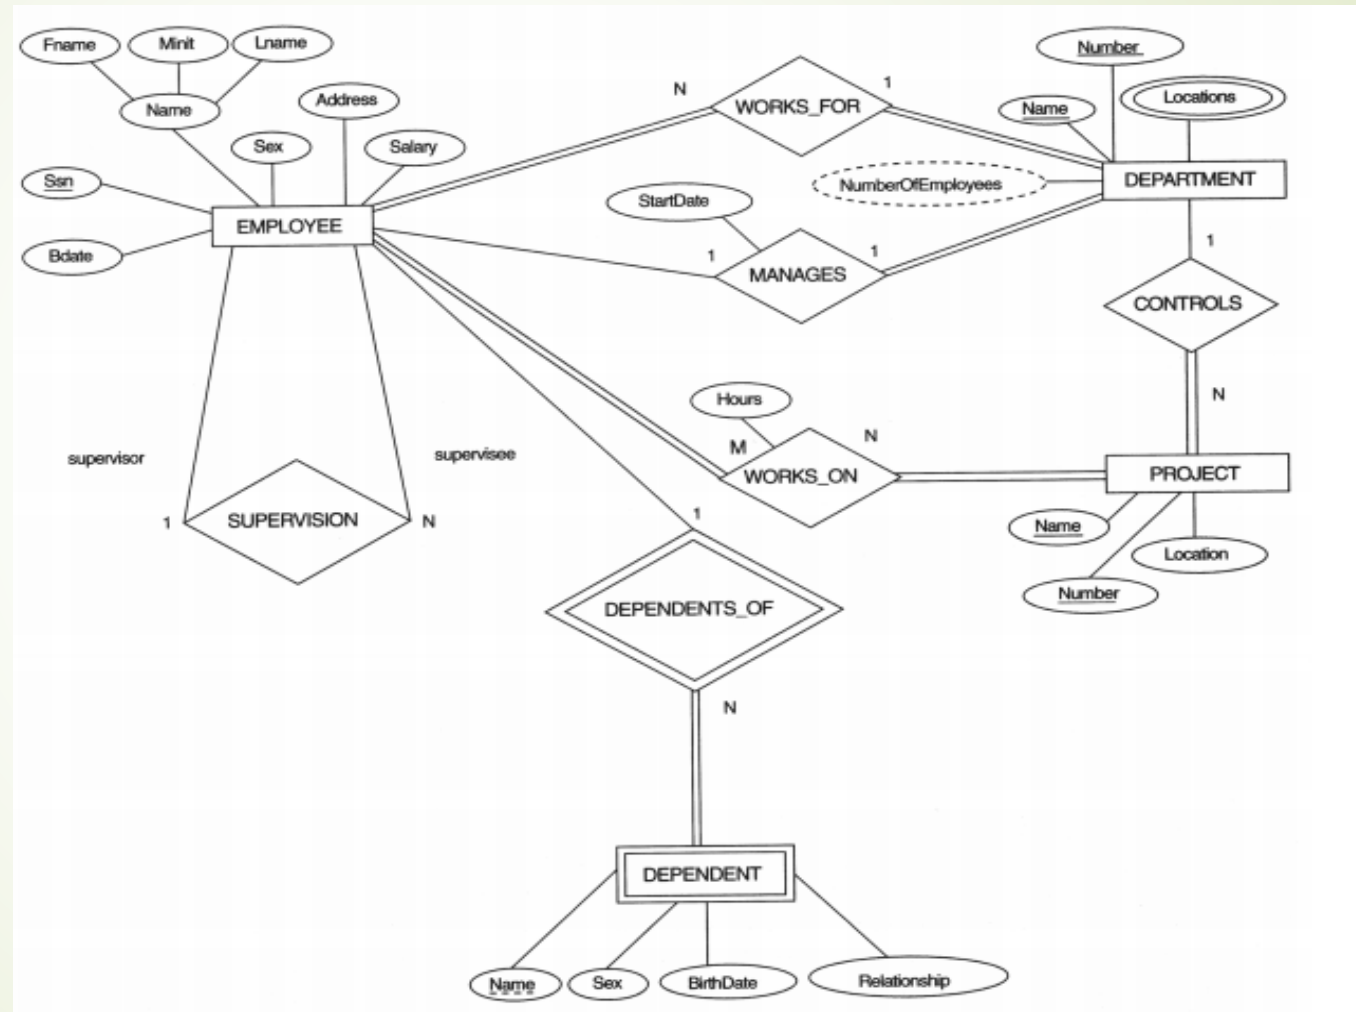 Fname
Minit
Lname
Number
Name
Address
Locations
Name
N
WORKS_FOR
1
Sex
Salary
Ssn
NumberOfEmployees
DEPARTMENT
StartDate
EMPLOYEE
Bdate
1
MANAGES
1
1
CONTROLS
N
Hours
M
N
WORKS_ON
PROJECT
supervisor
supervisee
1
SUPERVISION
N
Name
Location
Number
1
DEPENDENTS_OF
N
DEPENDENT
Name
Sex
BirthDate
Relationship